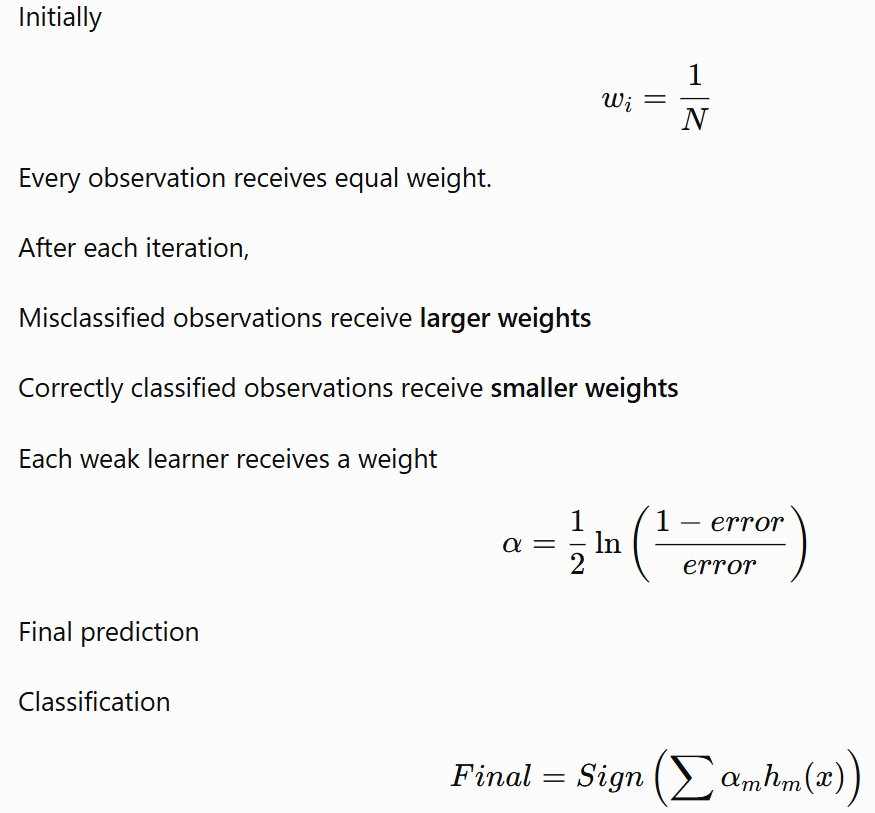 Initially
w_i = \frac{1}{N}
Every observation receives equal weight.
After each iteration,
Misclassified observations receive larger weights
Correctly classified observations receive smaller weights
Each weak learner receives a weight
\alpha = \frac{1}{2} \ln \left( \frac{1 - error}{error} \right)
Final prediction
Classification
Final = Sign \left( \sum \alpha_m h_m(x) \right)